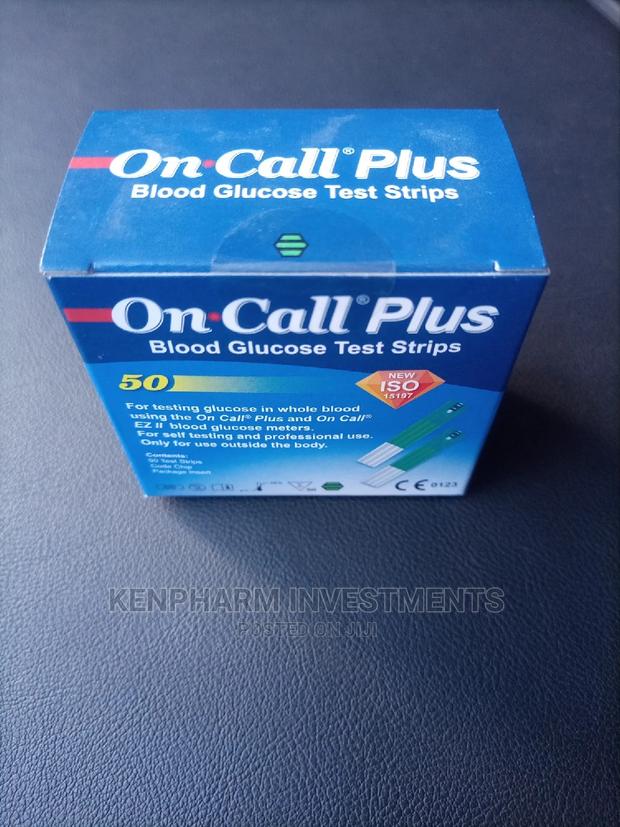 On Call® Plus
Blood Glucose Test Strips
On Call® Plus
Blood Glucose Test Strips
50
NEW
ISO
15197
For testing glucose in whole blood
using the On Call® Plus and On Call®
EZ II blood glucose meters.
For self testing and professional use.
Only for use outside the body.
Contents:
50 Test Strips
Code Chip
Package Insert
CE 0123
KENPHARM INVESTMENTS
POSTED ON JIJI